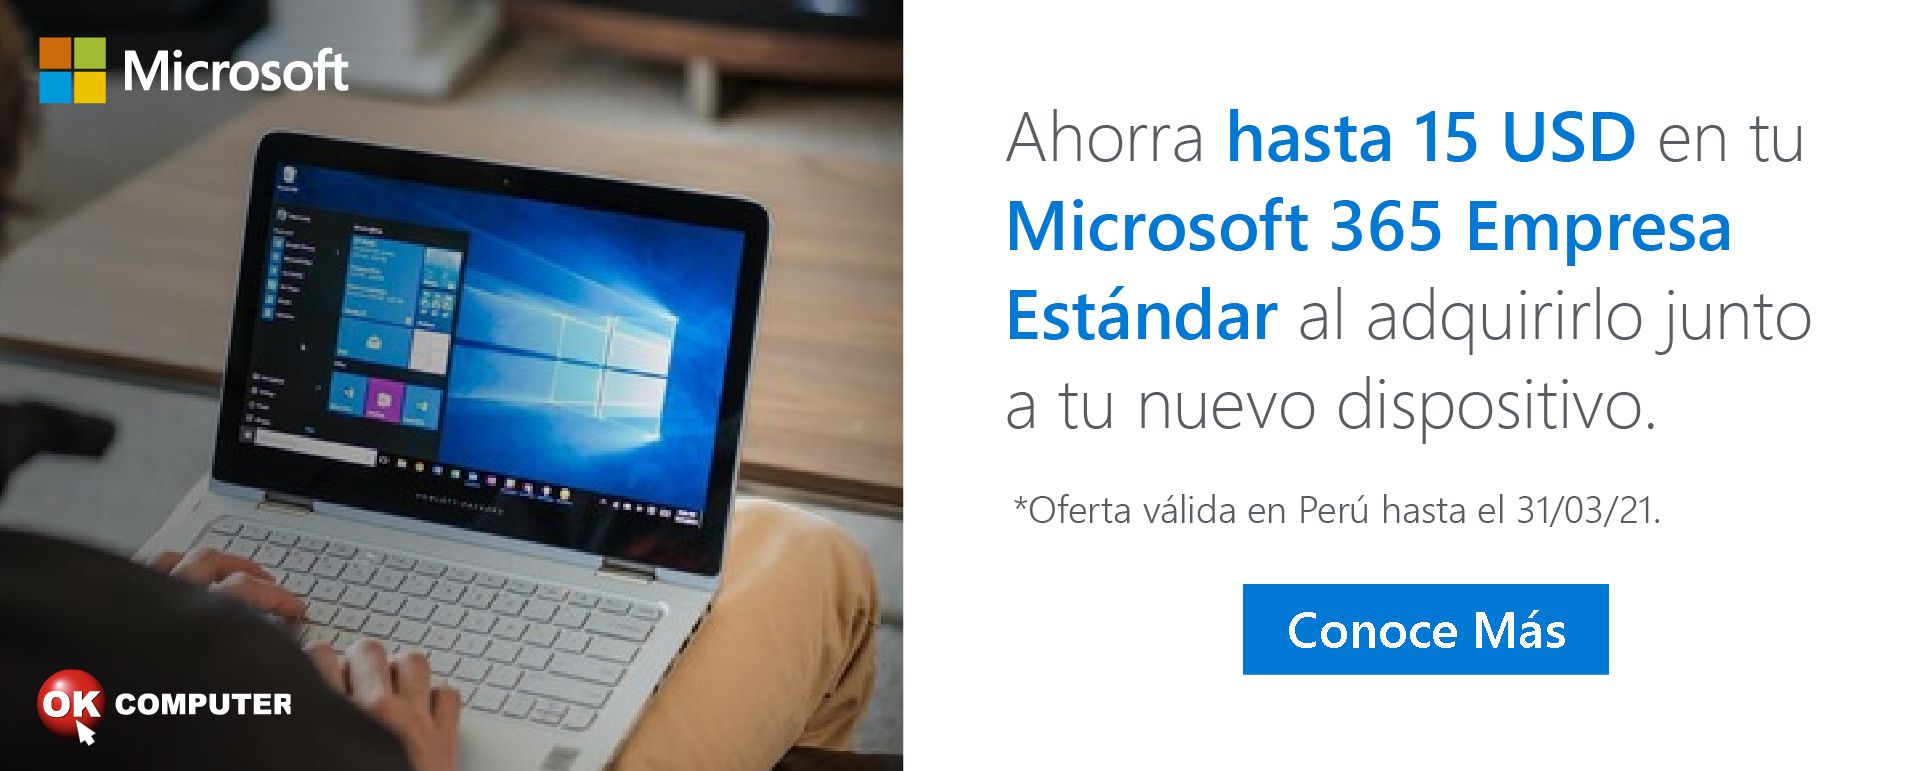 Microsoft
Ahorra hasta 15 USD en tu
Microsoft 365 Empresa
Estándar al adquirirlo junto
a tu nuevo dispositivo.
*Oferta válida en Perú hasta el 31/03/21.
Conoce Más
OK COMPUTER